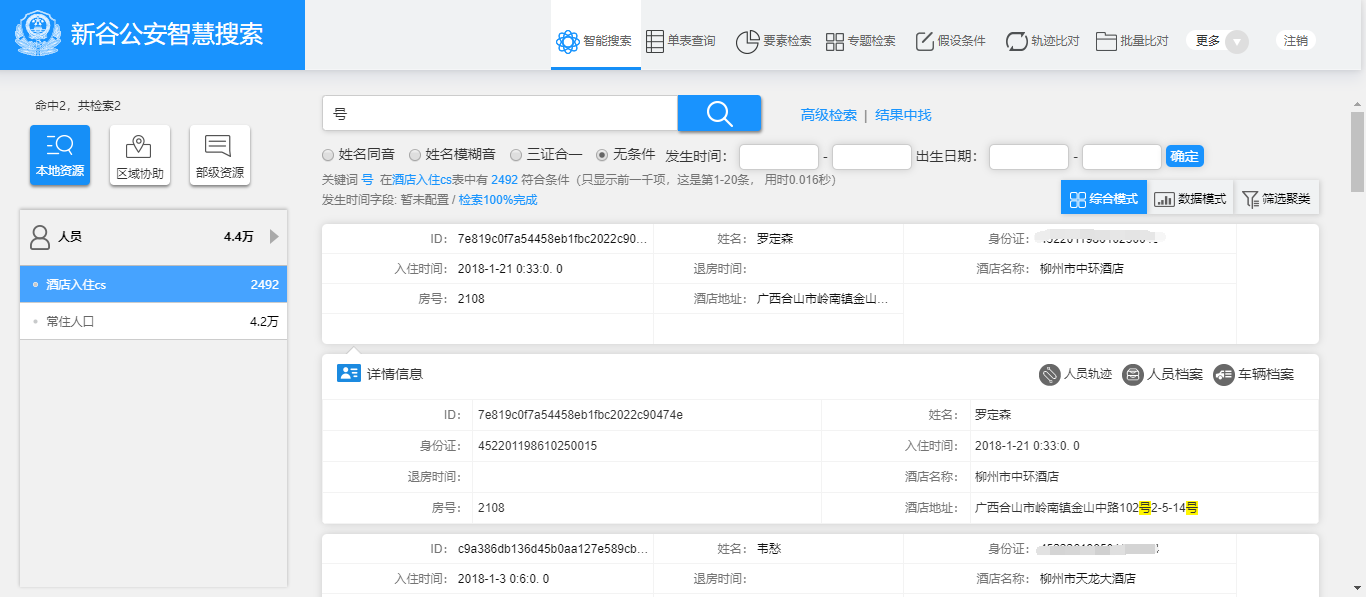 新谷公安智慧搜索
智能搜索 单表查询 要素检索 专题检索 假设条件 轨迹比对 批量比对 更多 注销
命中2，共检索2
本地资源 区域协助 部级资源
人员 4.4万
酒店入住cs 2492
常住人口 4.2万
号
高级检索 | 结果中找
姓名同音 姓名模糊音 三证合一 无条件 发生时间： - 出生日期： - 确定
关键词 号 在酒店入住cs表中有 2492 符合条件（只显示前一千项，这是第1-20条， 用时0.016秒）
发生时间字段: 暂未配置 / 检索100%完成
综合模式 数据模式 筛选聚类
ID: 7e819c0f7a54458eb1fbc2022c90... 姓名: 罗定森 身份证:
入住时间: 2018-1-21 0:33:0. 0 退房时间: 酒店名称: 柳州市中环酒店
房号: 2108 酒店地址: 广西合山市岭南镇金山...
详情信息 人员轨迹 人员档案 车辆档案
ID: 7e819c0f7a54458eb1fbc2022c90474e 姓名: 罗定森
身份证: 452201198610250015 入住时间: 2018-1-21 0:33:0. 0
退房时间: 酒店名称: 柳州市中环酒店
房号: 2108 酒店地址: 广西合山市岭南镇金山中路102号2-5-14号
ID: c9a386db136d45b0aa127e589cb... 姓名: 韦愁 身份证:
入住时间: 2018-1-3 0:6:0. 0 退房时间: 酒店名称: 柳州市天龙大酒店